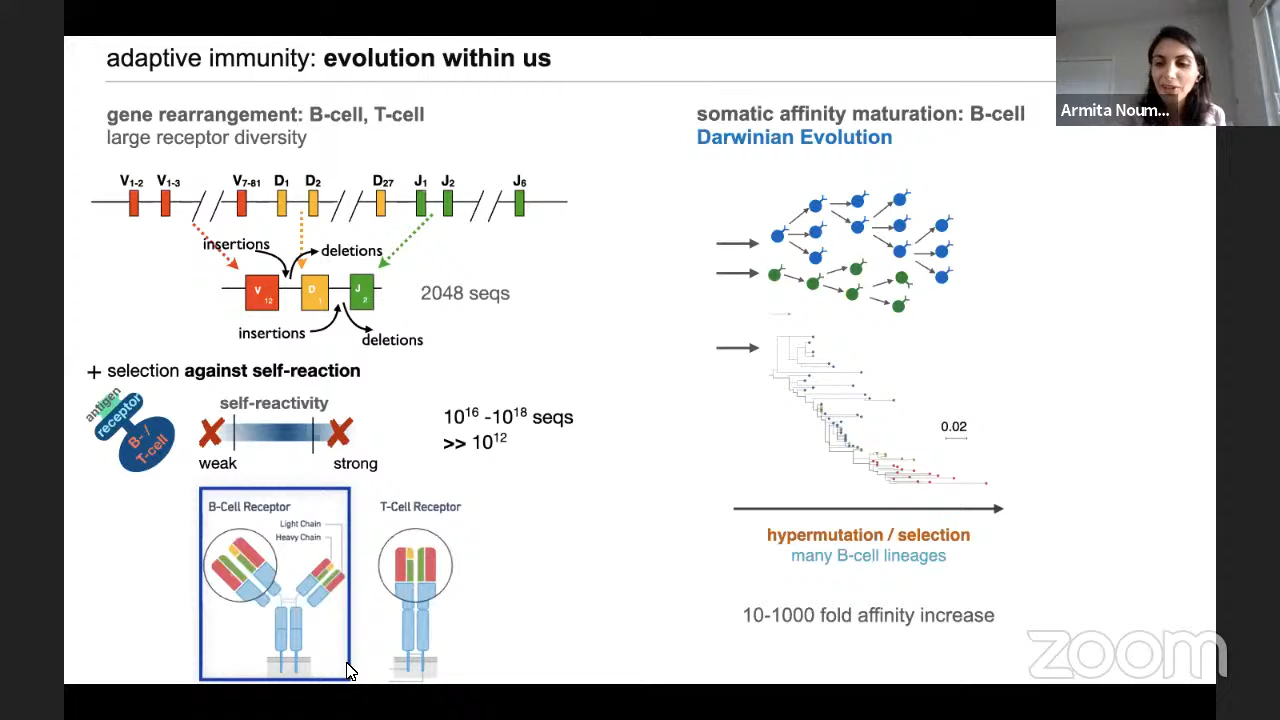 adaptive immunity: evolution within us
Armita Noum...
gene rearrangement: B-cell, T-cell
large receptor diversity
V1-2 V1-3 V7-81 D1 D2 D27 J1 J2 J6
insertions
deletions
V 12 D 1 J 2
2048 seqs
insertions
deletions
+ selection against self-reaction
antigen
receptor
B- /
T-cell
self-reactivity
weak
strong
10^16 -10^18 seqs
>> 10^12
B-Cell Receptor
Light Chain
Heavy Chain
T-Cell Receptor
somatic affinity maturation: B-cell
Darwinian Evolution
0.02
hypermutation / selection
many B-cell lineages
10-1000 fold affinity increase
zoom